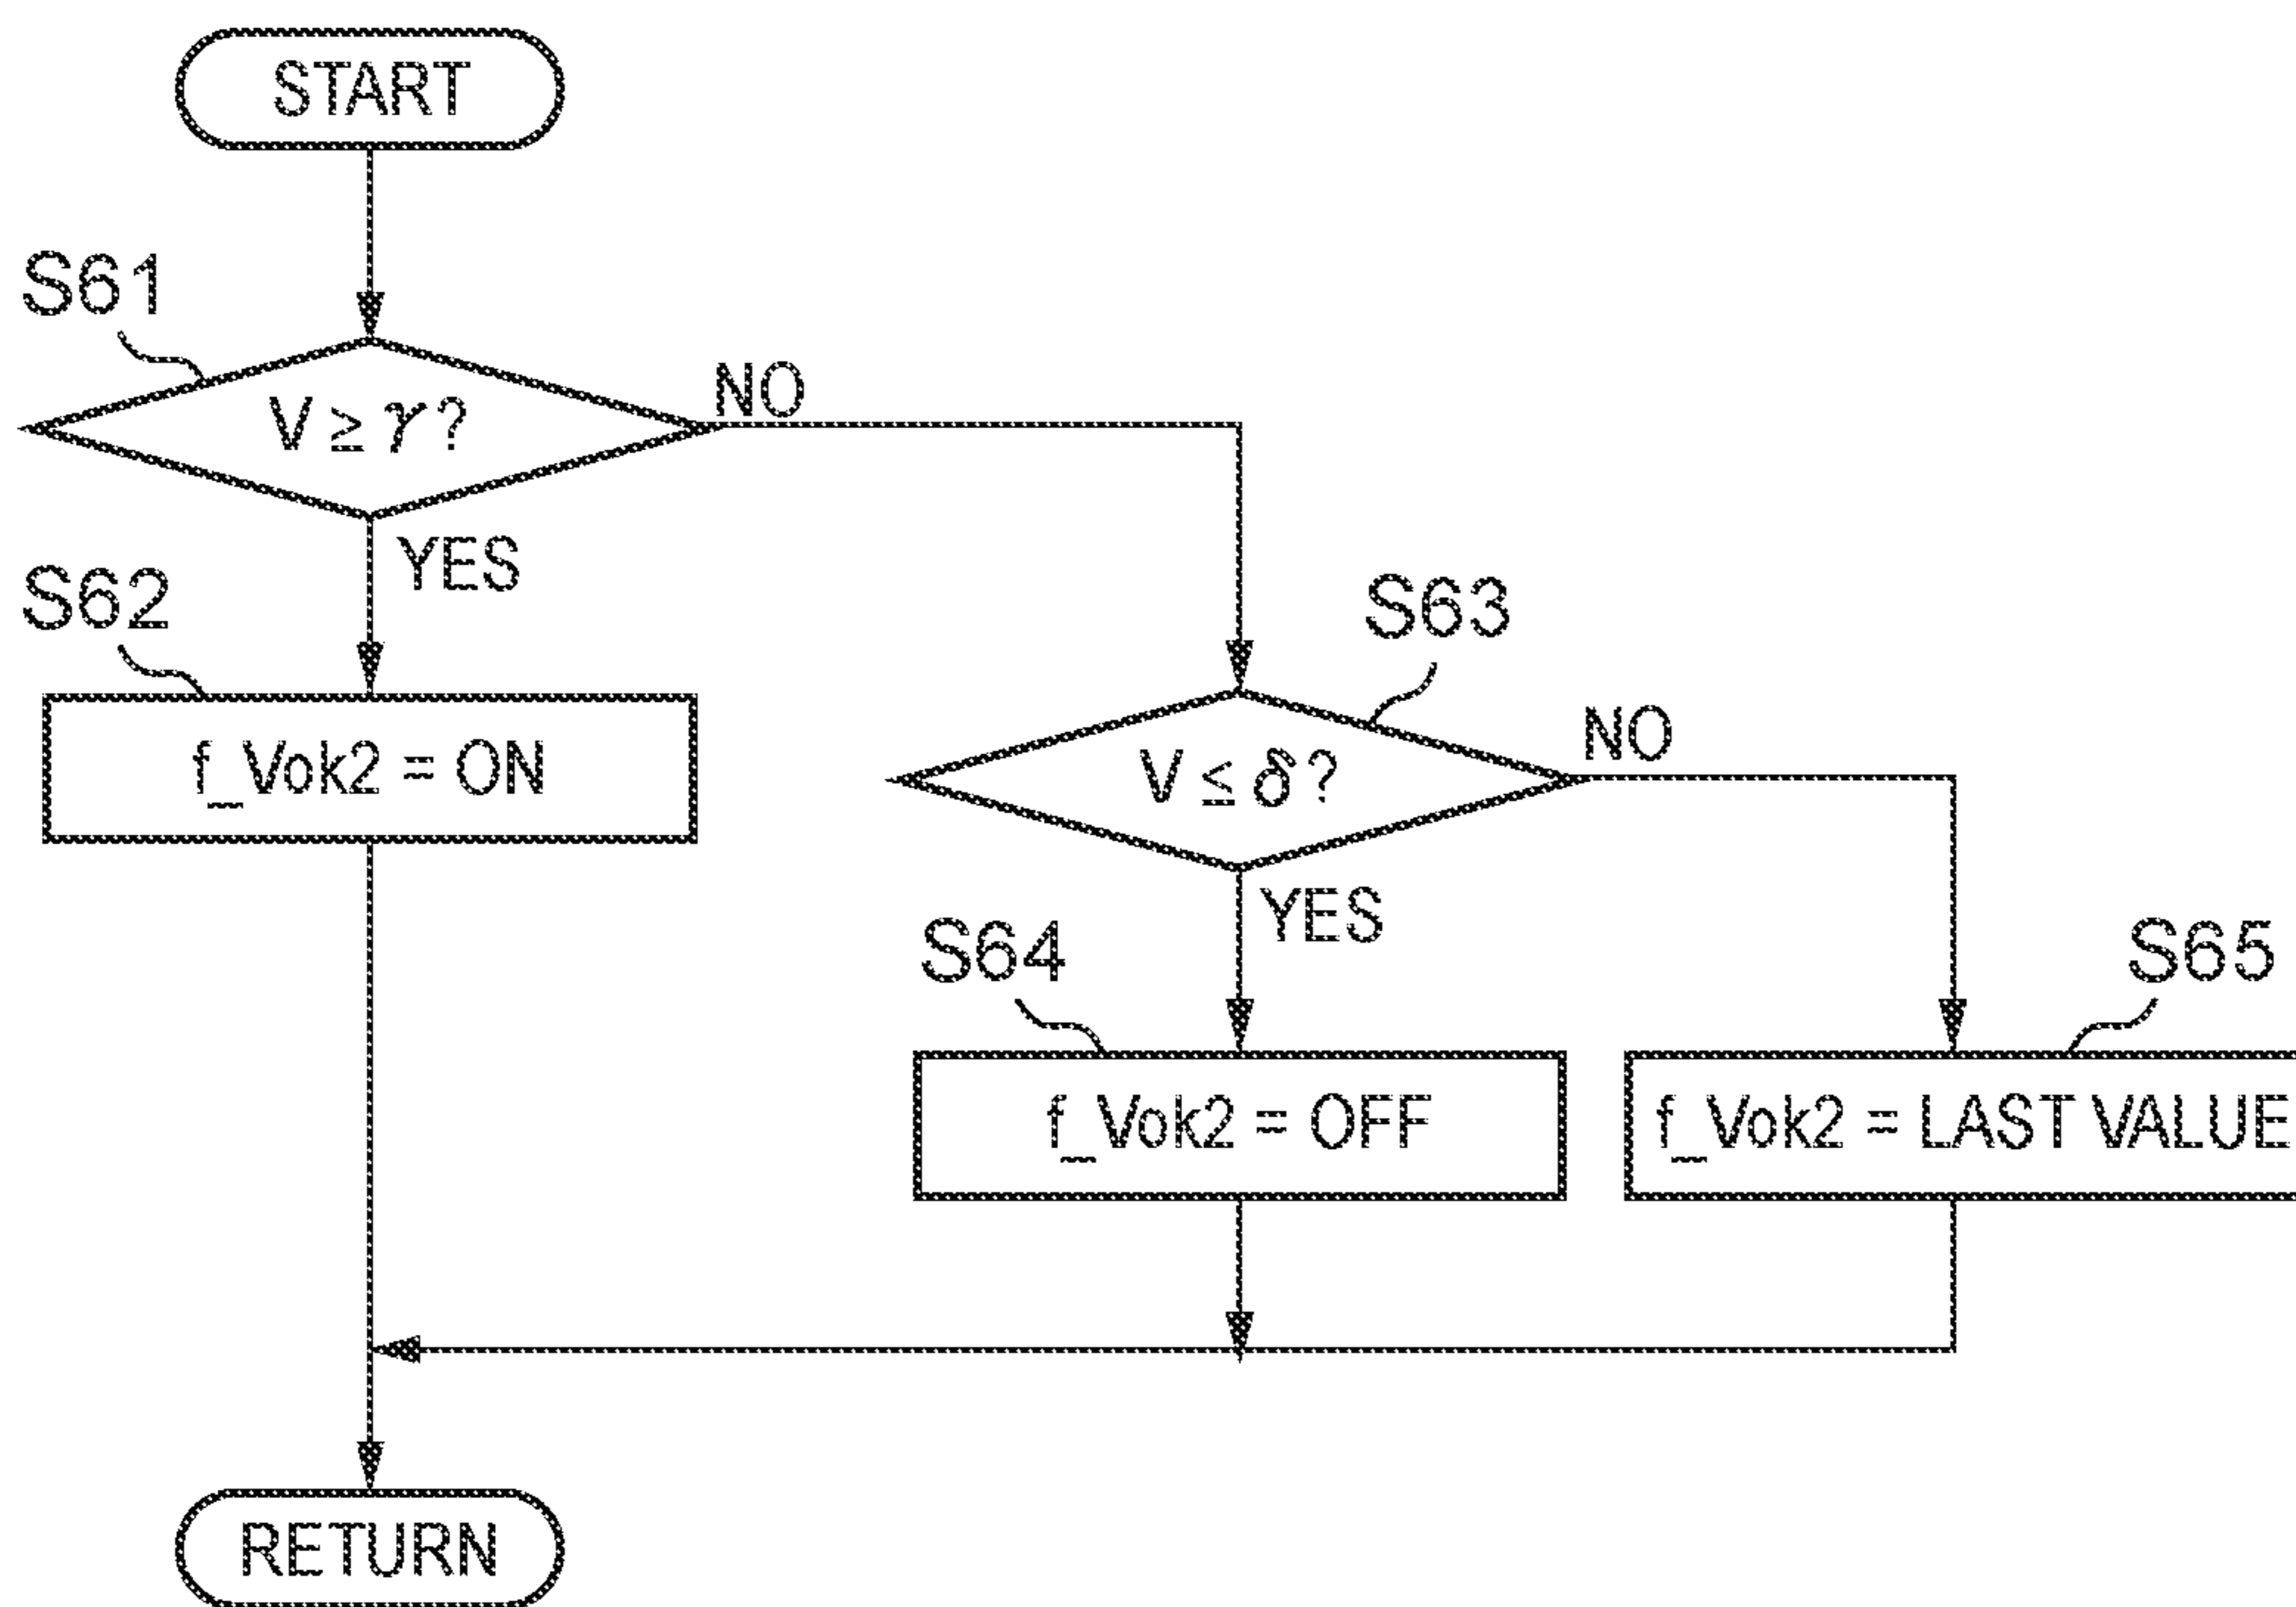 START
S61
V ≥ γ ?
NO
YES
S62
f_Vok2 = ON
S63
V ≤ δ ?
NO
YES
S64
f_Vok2 = OFF
S65
f_Vok2 = LAST VALUE
RETURN